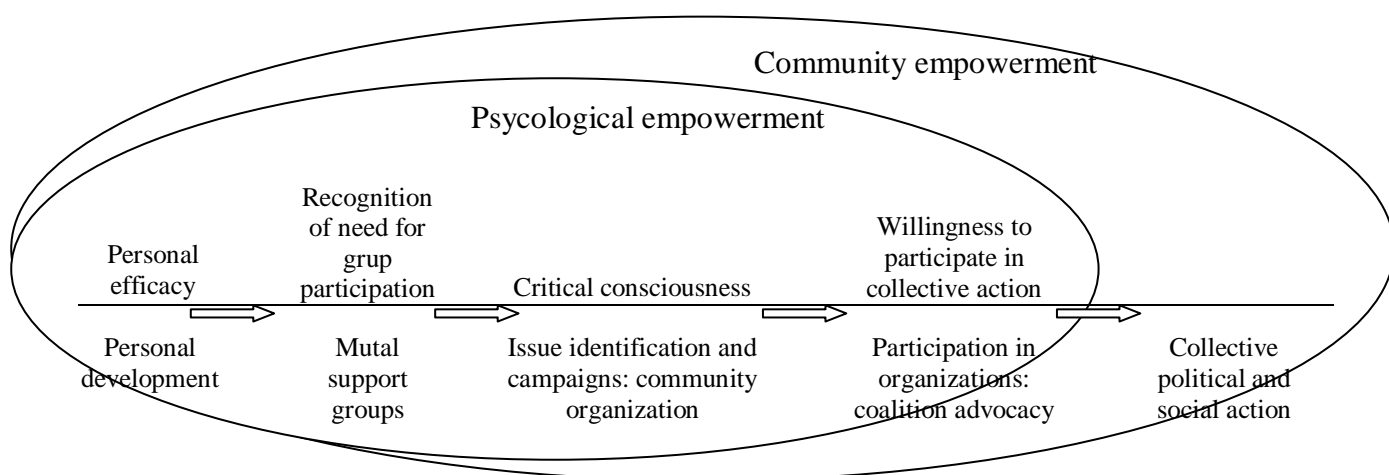 Community empowerment
Psycological empowerment
Personal
efficacy
Recognition
of need for
grup
participation
Critical consciousness
Willingness to
participate in
collective action
Personal
development
Mutal
support
groups
Issue identification and
campaigns: community
organization
Participation in
organizations:
coalition advocacy
Collective
political and
social action